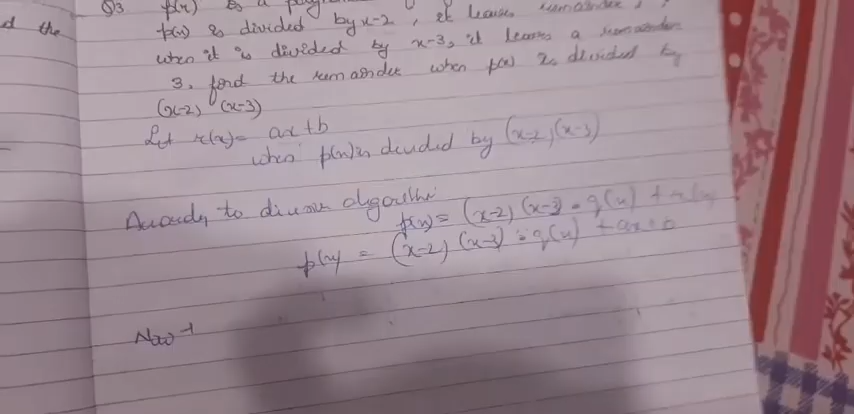 d the
Q3 p(x) is a
p(x) is divided by x-2, it leaves remainder
when it is divided by x-3, it leaves a remainder
3, find the remainder when p(x) is divided by
(x-2) (x-3)
Let r(x) = ax+b
when p(x) is divided by (x-2)(x-3)
According to division algorithm
p(x) = (x-2) (x-3) . q(x) + r(x)
p(x) = (x-2) (x-3) . q(x) + ax+b
Now